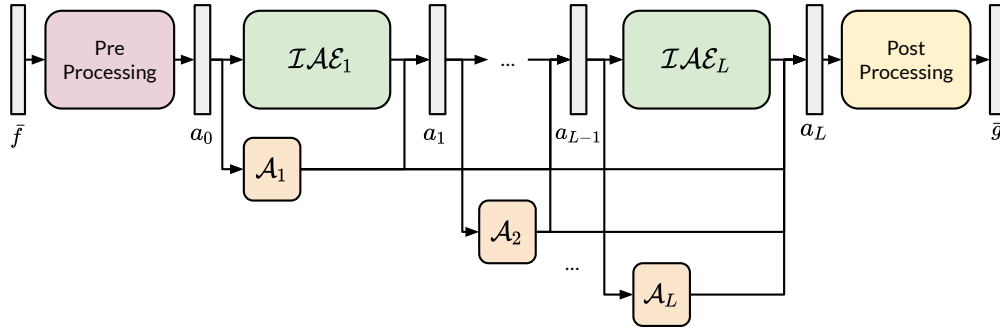 Pre
Processing
𝓘𝓐𝓔₁
...
𝓘𝓐𝓔_L
Post
Processing
f̄
a₀
a₁
a_{L−1}
a_L
ḡ
𝓐₁
𝓐₂
...
𝓐_L